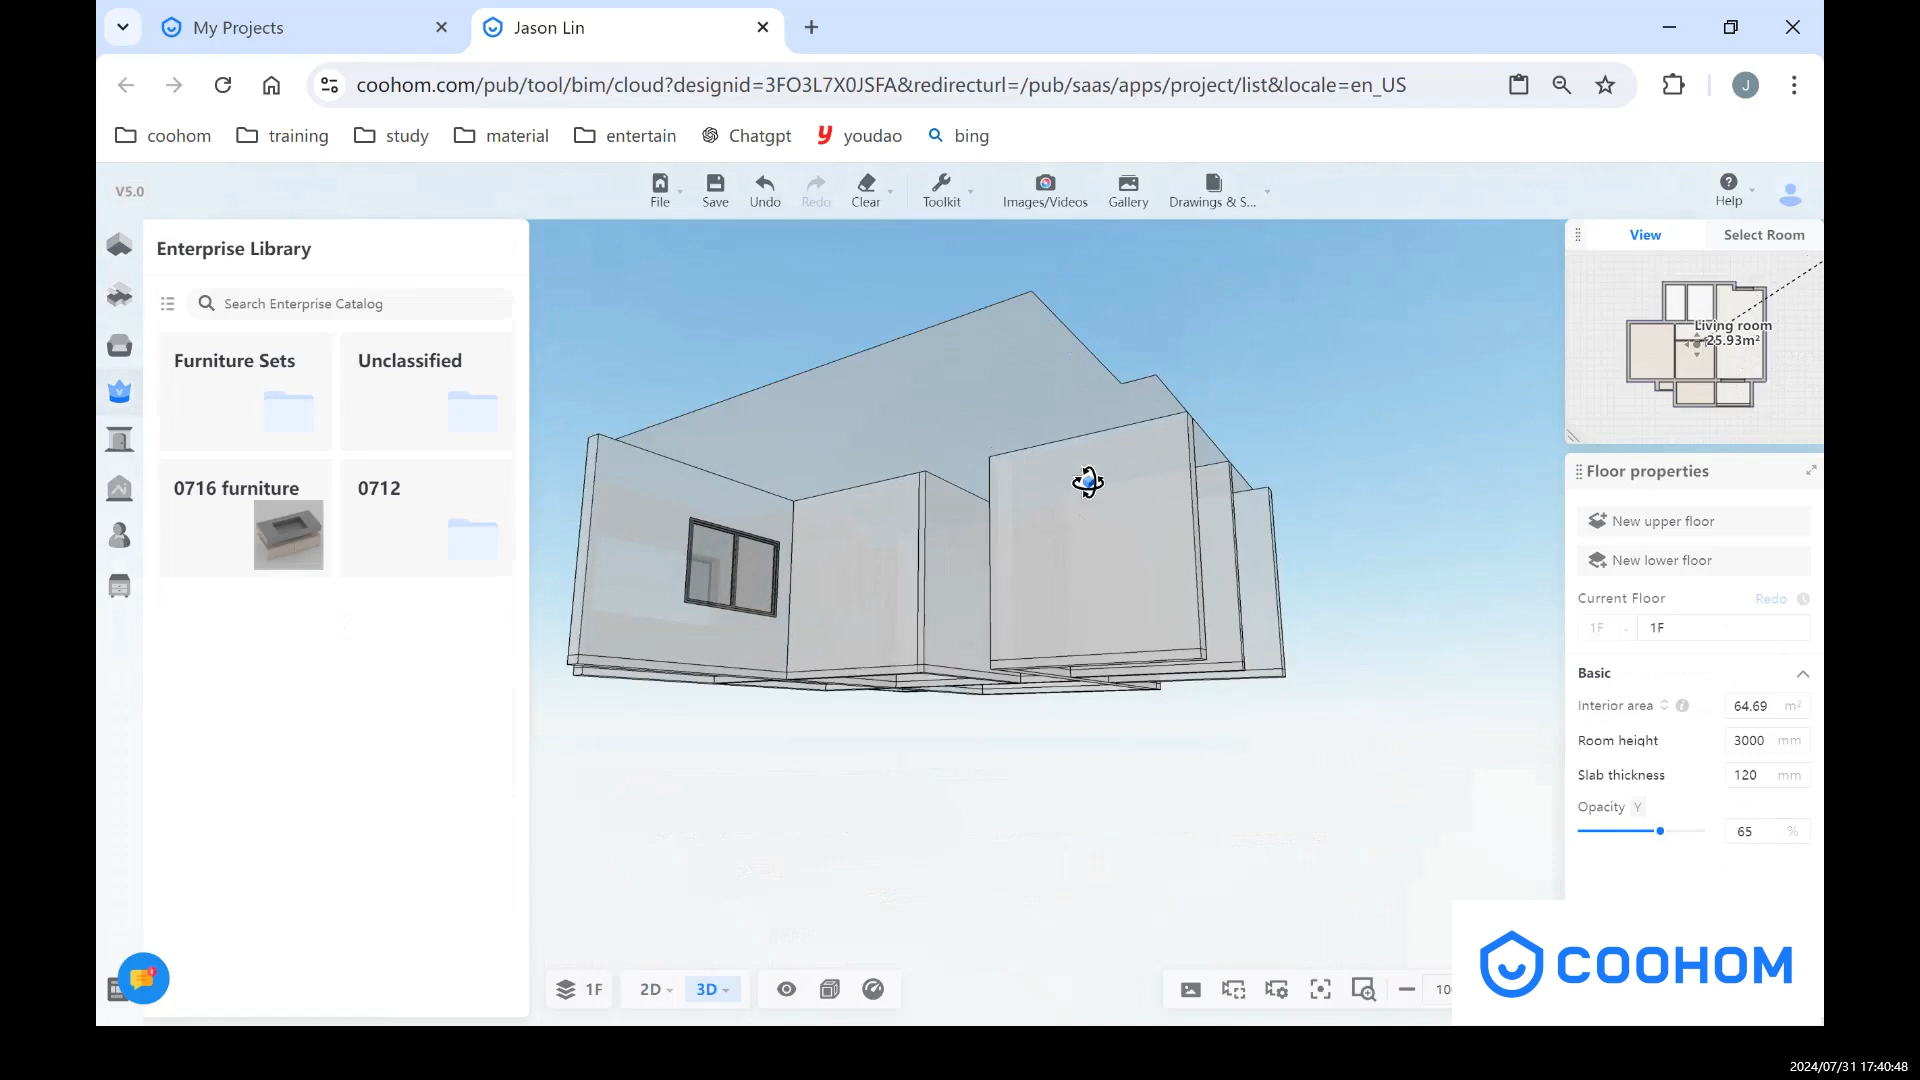 My Projects
Jason Lin
coohom.com/pub/tool/bim/cloud?designid=3FO3L7X0JSFA&redirecturl=/pub/saas/apps/project/list&locale=en_US
J
coohom
training
study
material
entertain
Chatgpt
y youdao
bing
V5.0
File
Save
Undo
Redo
Clear
Toolkit
Images/Videos
Gallery
Drawings & S...
Help
Enterprise Library
Search Enterprise Catalog
Furniture Sets
Unclassified
0716 furniture
0712
View
Select Room
Living room
25.93m²
Floor properties
New upper floor
New lower floor
Current Floor
Redo
1F
1F
Basic
Interior area
64.69 m²
Room height
3000 mm
Slab thickness
120 mm
Opacity Y
65 %
1F
2D
3D
10
COOHOM
2024/07/31 17:40:48